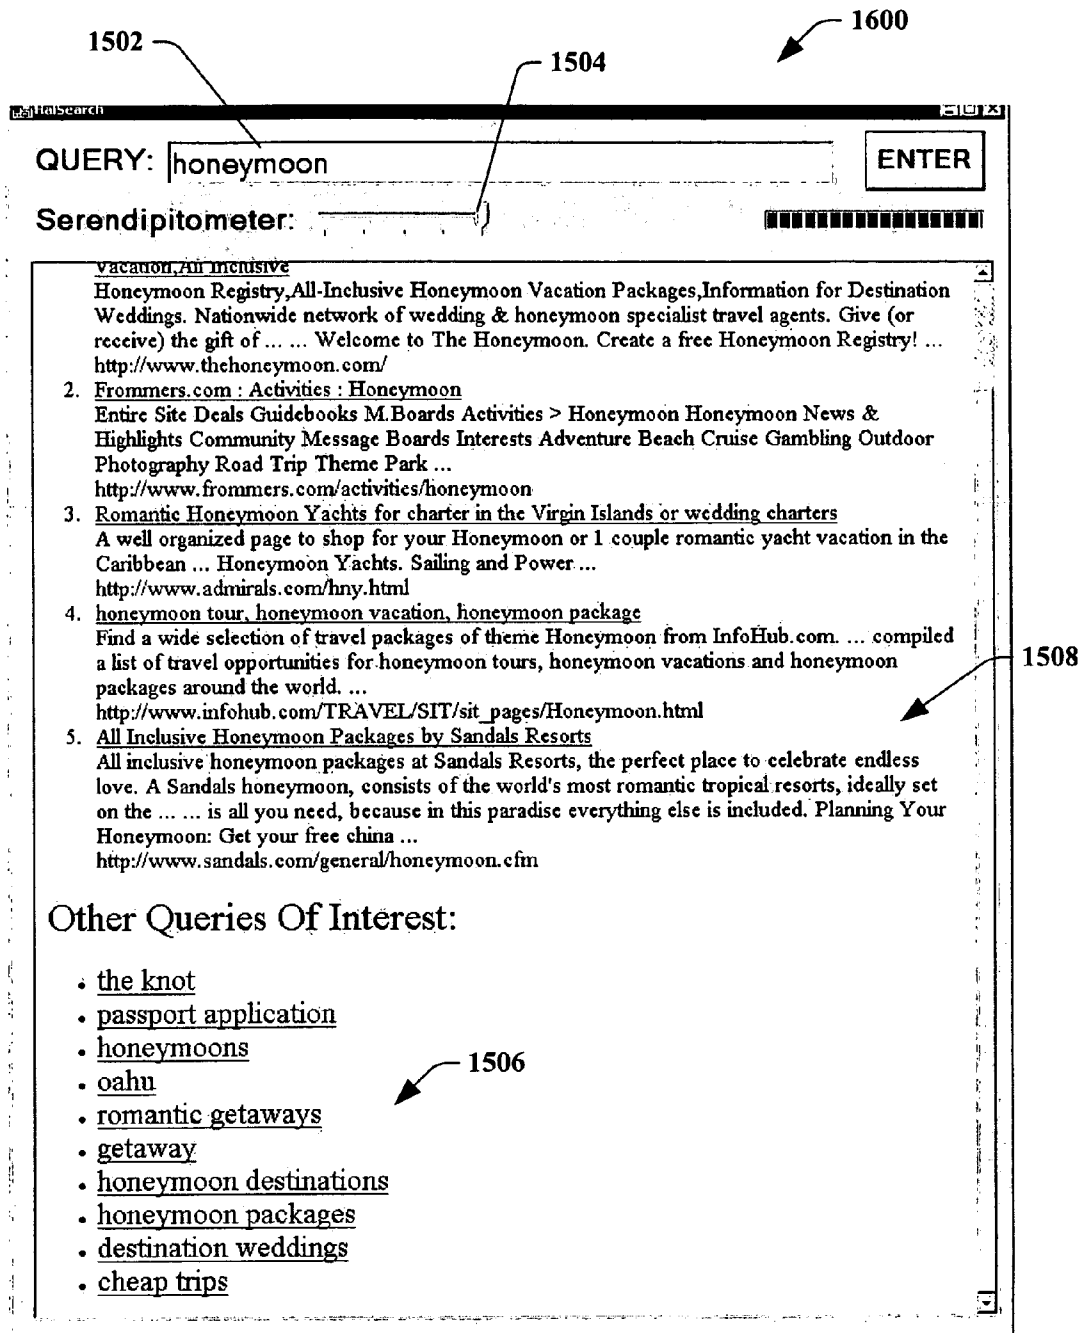 1600
1502
1504
HalSearch
QUERY: honeymoon ENTER
Serendipitometer:
Vacation,All Inclusive
Honeymoon Registry,All-Inclusive Honeymoon Vacation Packages,Information for Destination
Weddings. Nationwide network of wedding & honeymoon specialist travel agents. Give (or
receive) the gift of ... ... Welcome to The Honeymoon. Create a free Honeymoon Registry! ...
http://www.thehoneymoon.com/
2. Frommers.com : Activities : Honeymoon
Entire Site Deals Guidebooks M.Boards Activities > Honeymoon Honeymoon News &
Highlights Community Message Boards Interests Adventure Beach Cruise Gambling Outdoor
Photography Road Trip Theme Park ...
http://www.frommers.com/activities/honeymoon
3. Romantic Honeymoon Yachts for charter in the Virgin Islands or wedding charters
A well organized page to shop for your Honeymoon or 1 couple romantic yacht vacation in the
Caribbean ... Honeymoon Yachts. Sailing and Power ...
http://www.admirals.com/hny.html
4. honeymoon tour, honeymoon vacation, honeymoon package
Find a wide selection of travel packages of theme Honeymoon from InfoHub.com. ... compiled
a list of travel opportunities for honeymoon tours, honeymoon vacations and honeymoon
packages around the world. ...
http://www.infohub.com/TRAVEL/SIT/sit_pages/Honeymoon.html
1508
5. All Inclusive Honeymoon Packages by Sandals Resorts
All inclusive honeymoon packages at Sandals Resorts, the perfect place to celebrate endless
love. A Sandals honeymoon, consists of the world's most romantic tropical resorts, ideally set
on the ... ... is all you need, because in this paradise everything else is included. Planning Your
Honeymoon: Get your free china ...
http://www.sandals.com/general/honeymoon.cfm
Other Queries Of Interest:
• the knot
• passport application
• honeymoons
• oahu
1506
• romantic getaways
• getaway
• honeymoon destinations
• honeymoon packages
• destination weddings
• cheap trips